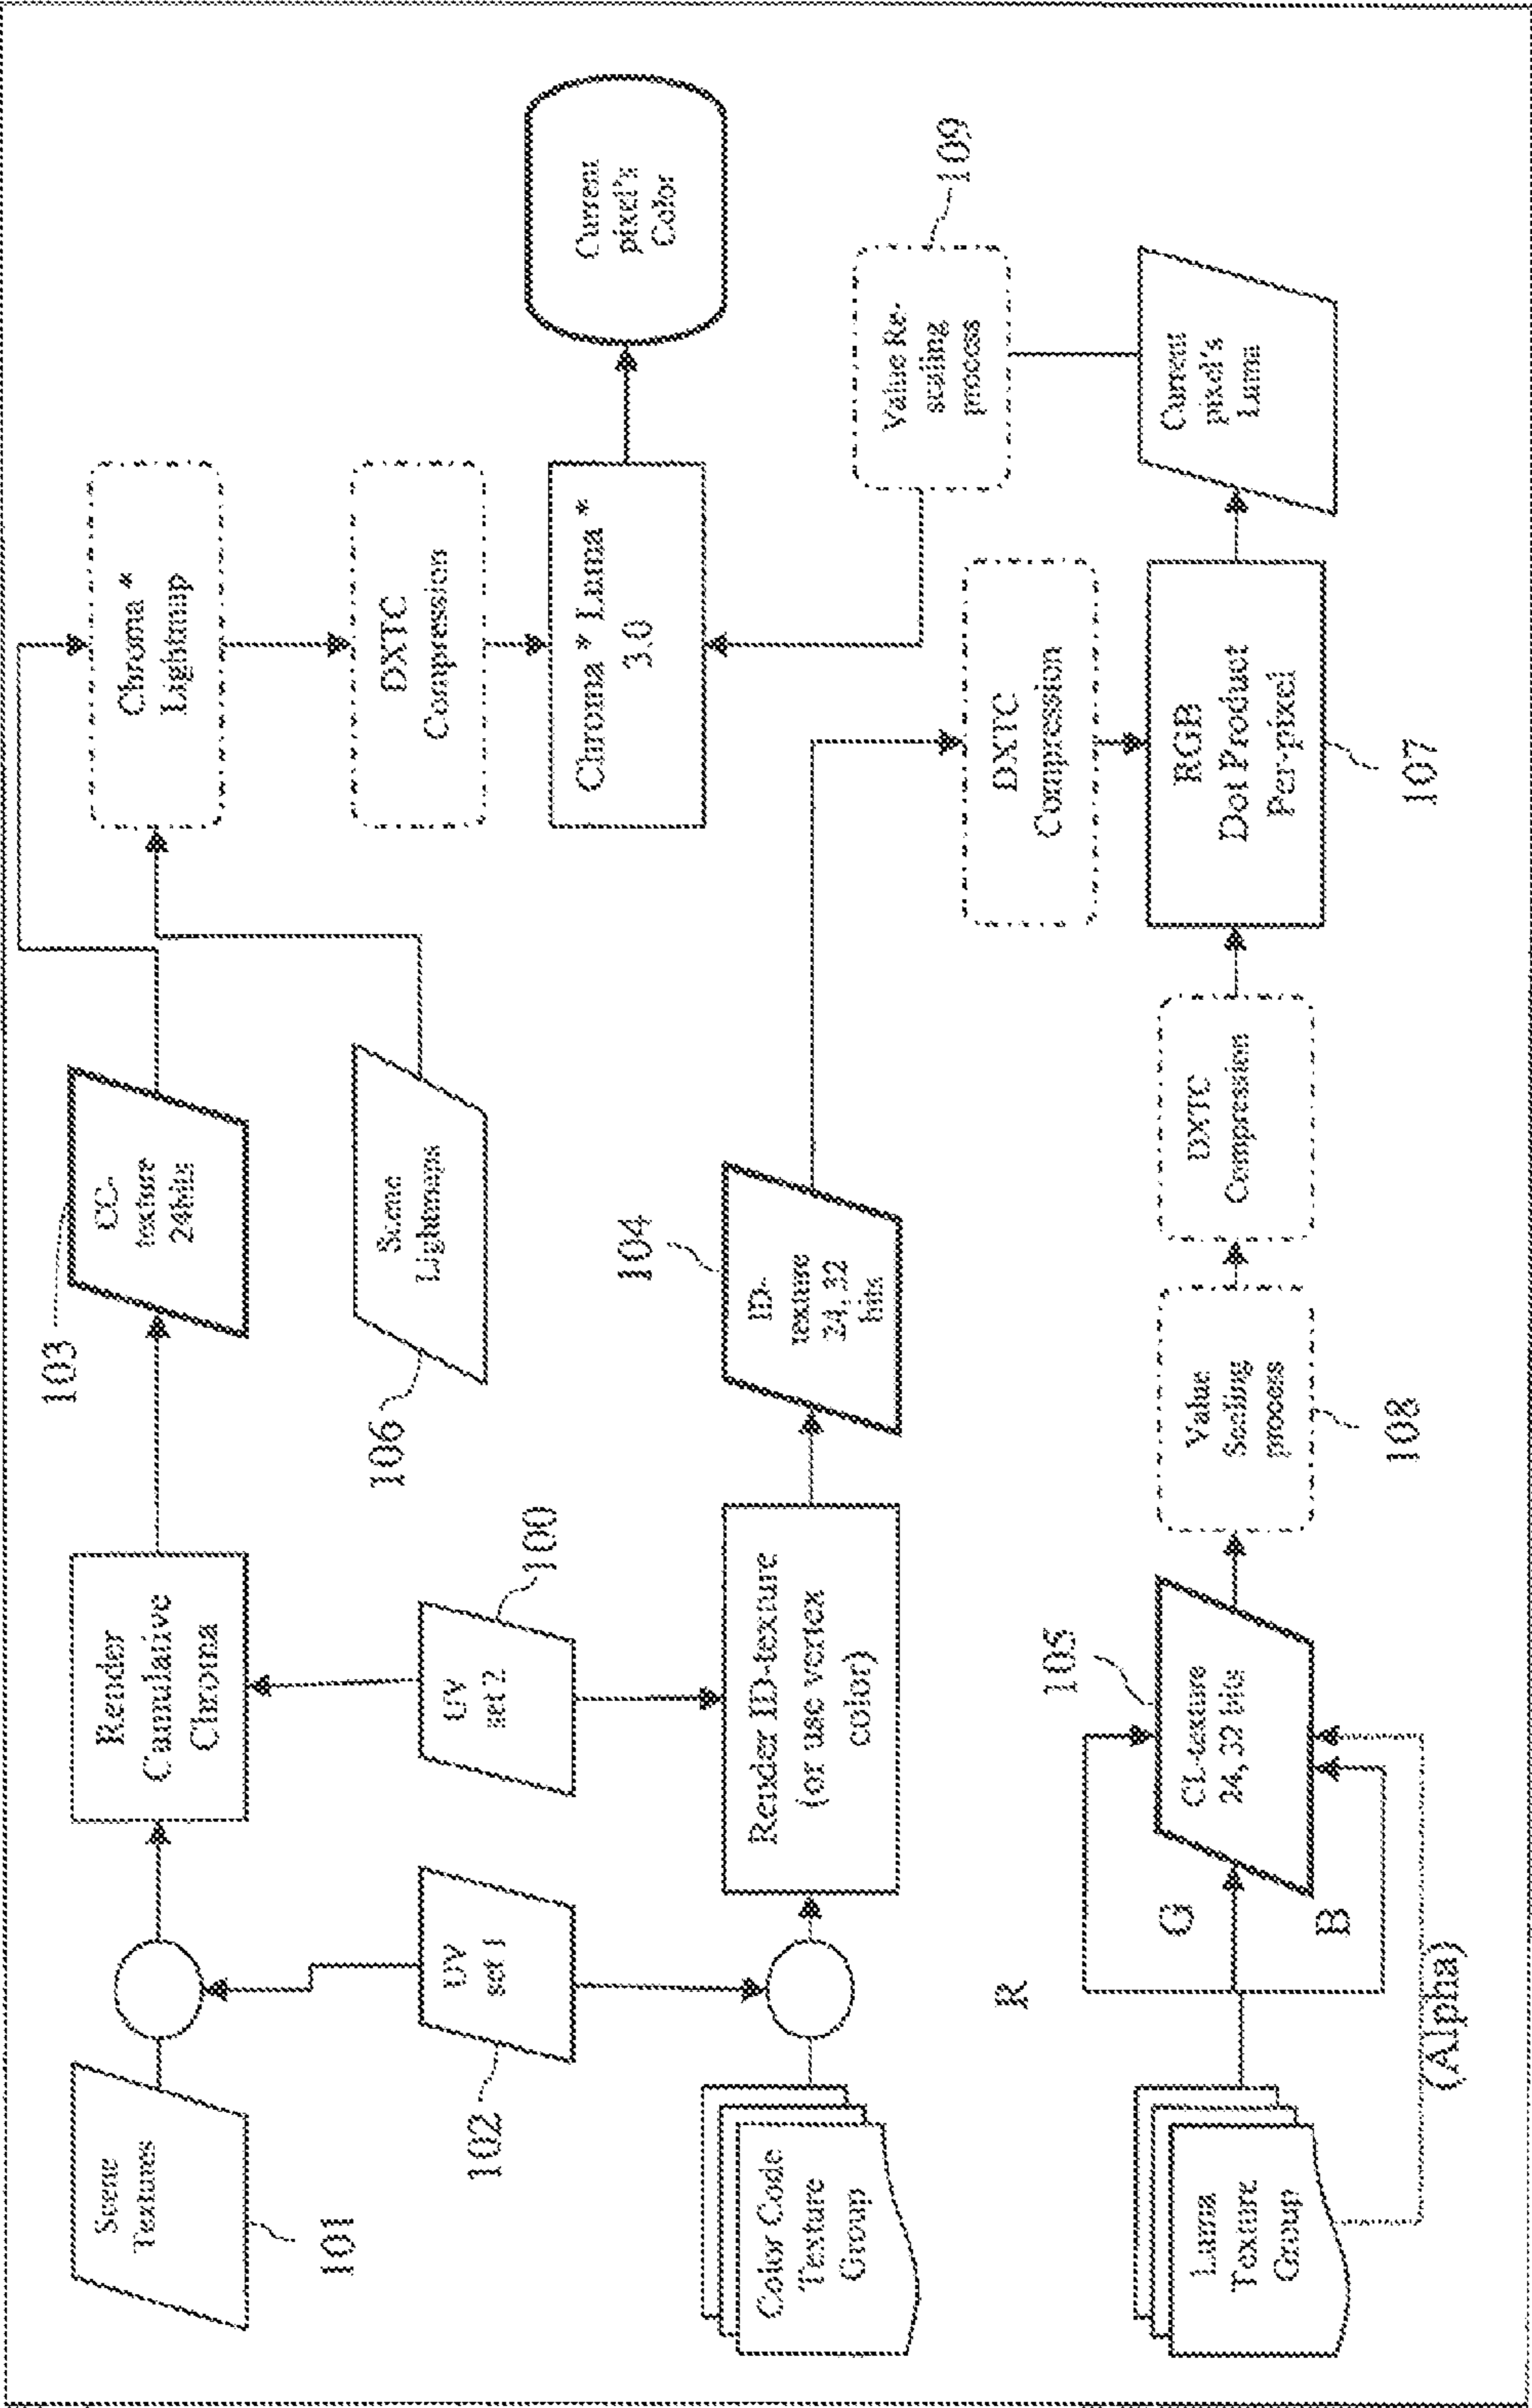 Scene
Textures
101
Render
Cumulative
Chroma
103
CC-
texture
24bits
Chroma *
Lightmap
102
UV
set 1
UV
set 2
100
106
Scene
Lightmaps
DXTC
Compression
Chroma * Luma *
3.0
Current
pixel's
Color
Color Code
Texture
Group
Render ID-texture
(or use vertex
color)
104
ID-
texture
24, 32
bits
DXTC
Compression
Value Re-
scaling
process
109
Luma
Texture
Group
R
G
B
(Alpha)
105
CL-texture
24, 32 bits
Value
Scaling
process
108
DXTC
Compression
RGB
Dot Product
Per-pixel
107
Current
pixel's
Luma